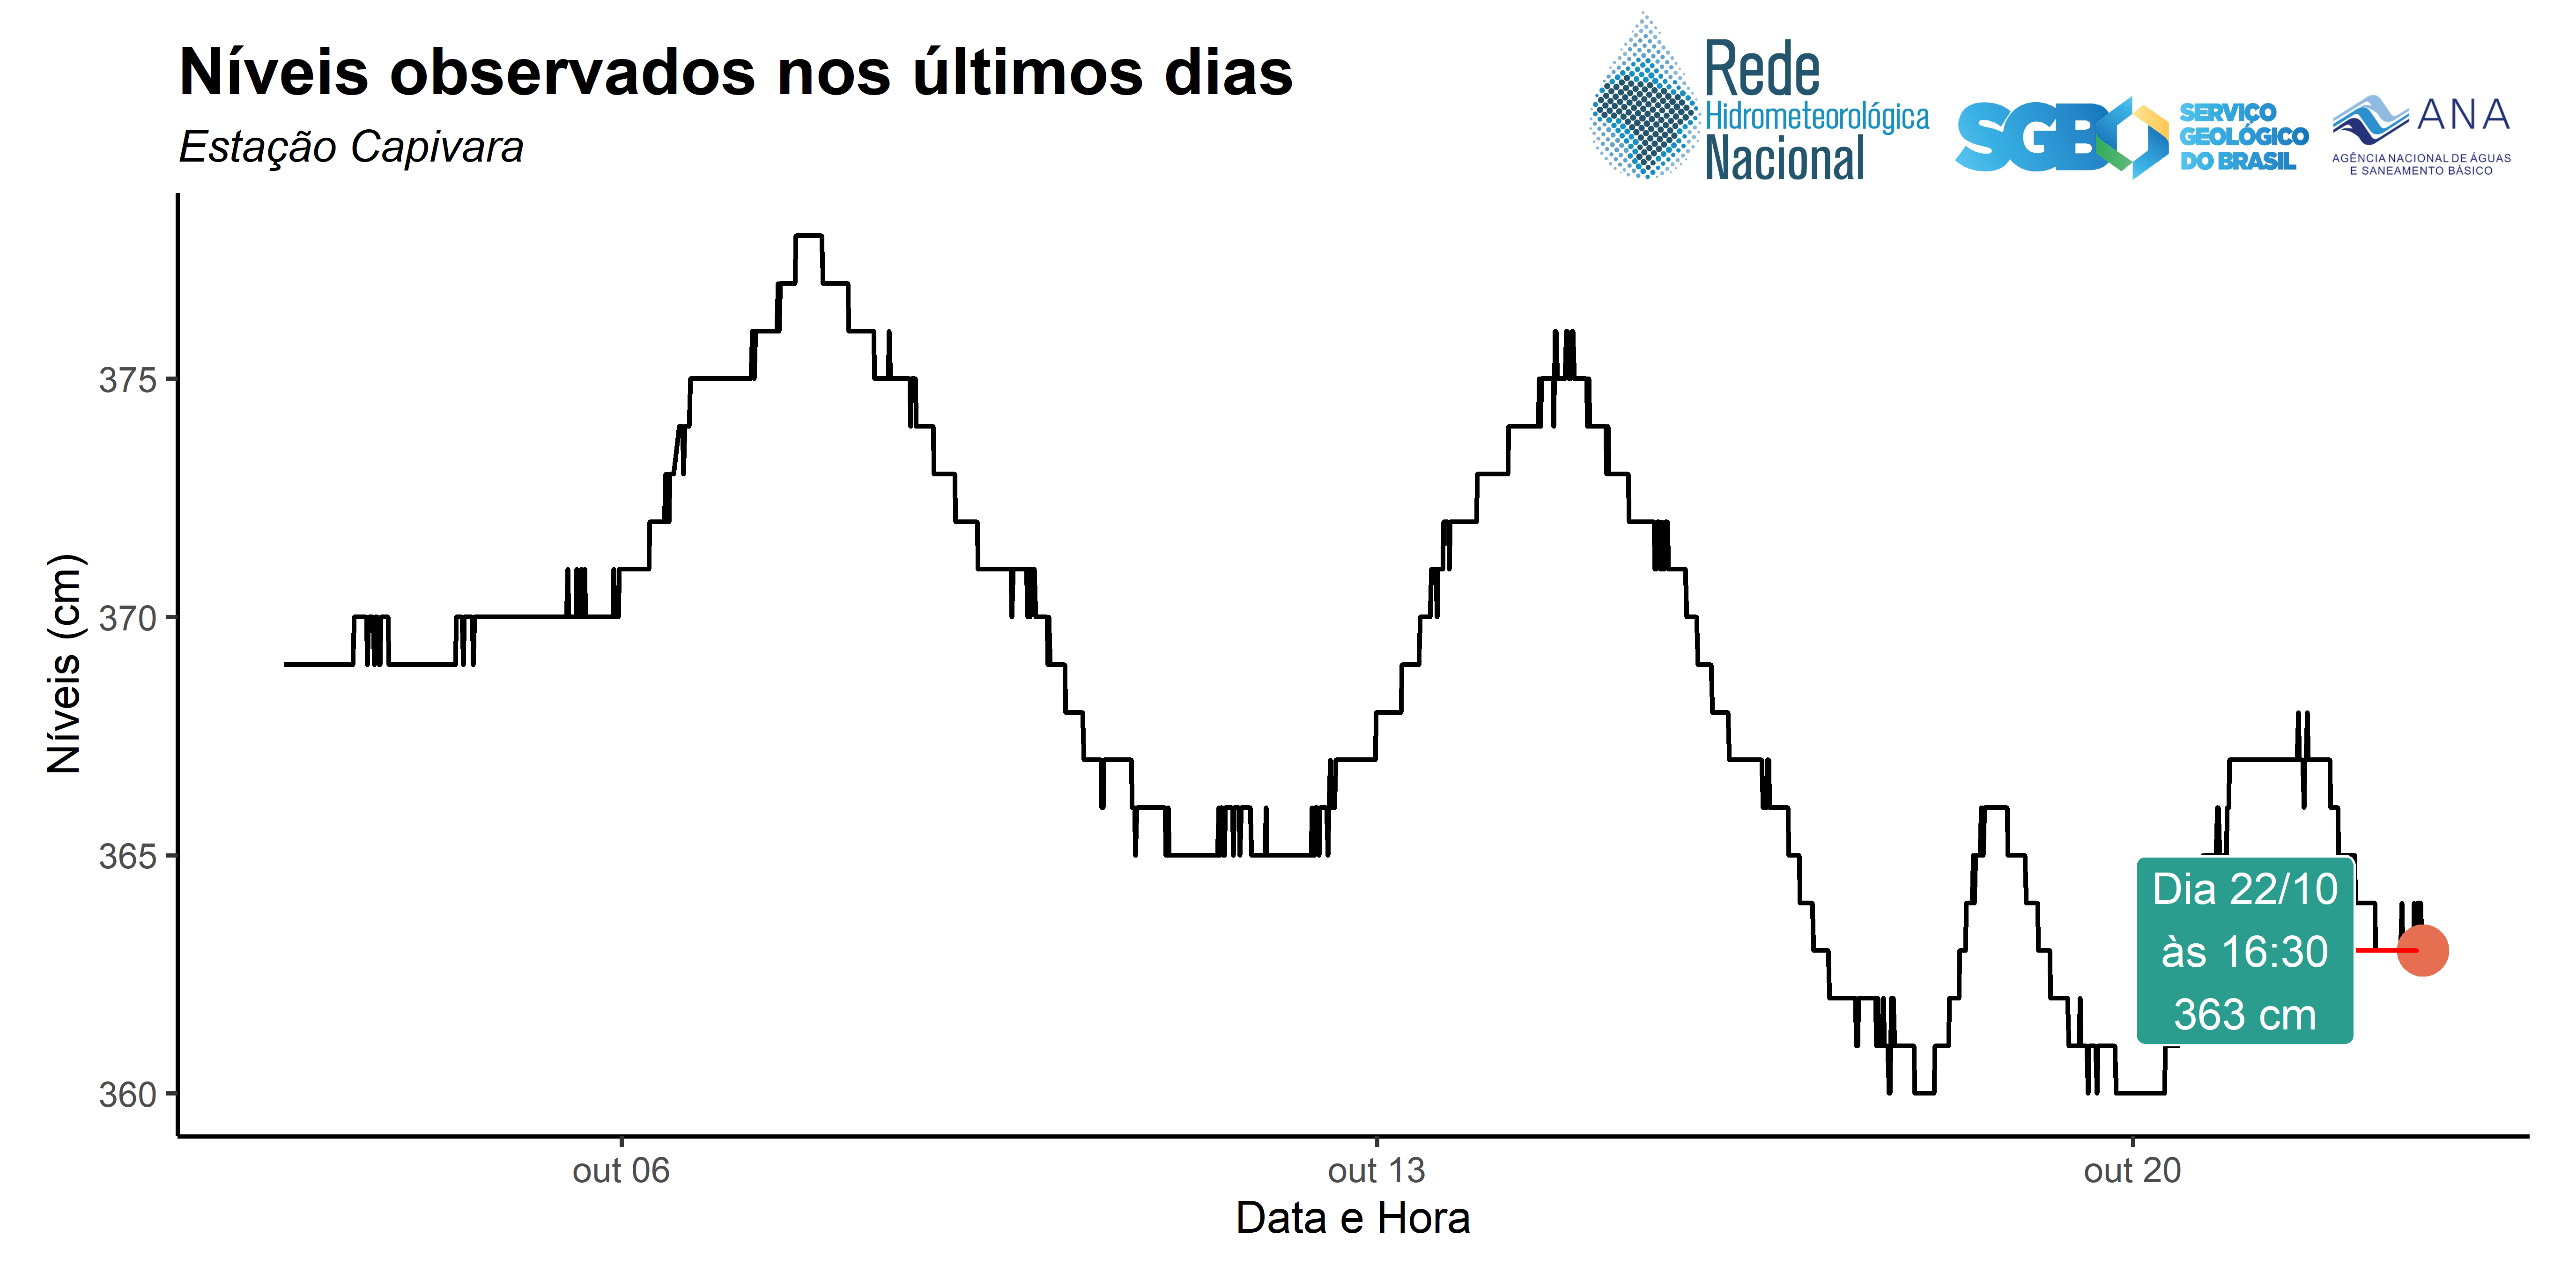 Níveis observados nos últimos dias
Estação Capivara
Rede
Hidrometeorológica
Nacional
SGB
SERVIÇO
GEOLÓGICO
DO BRASIL
ANA
AGÊNCIA NACIONAL DE ÁGUAS
E SANEAMENTO BÁSICO
Níveis (cm)
375
370
365
360
Dia 22/10
às 16:30
363 cm
out 06
out 13
out 20
Data e Hora